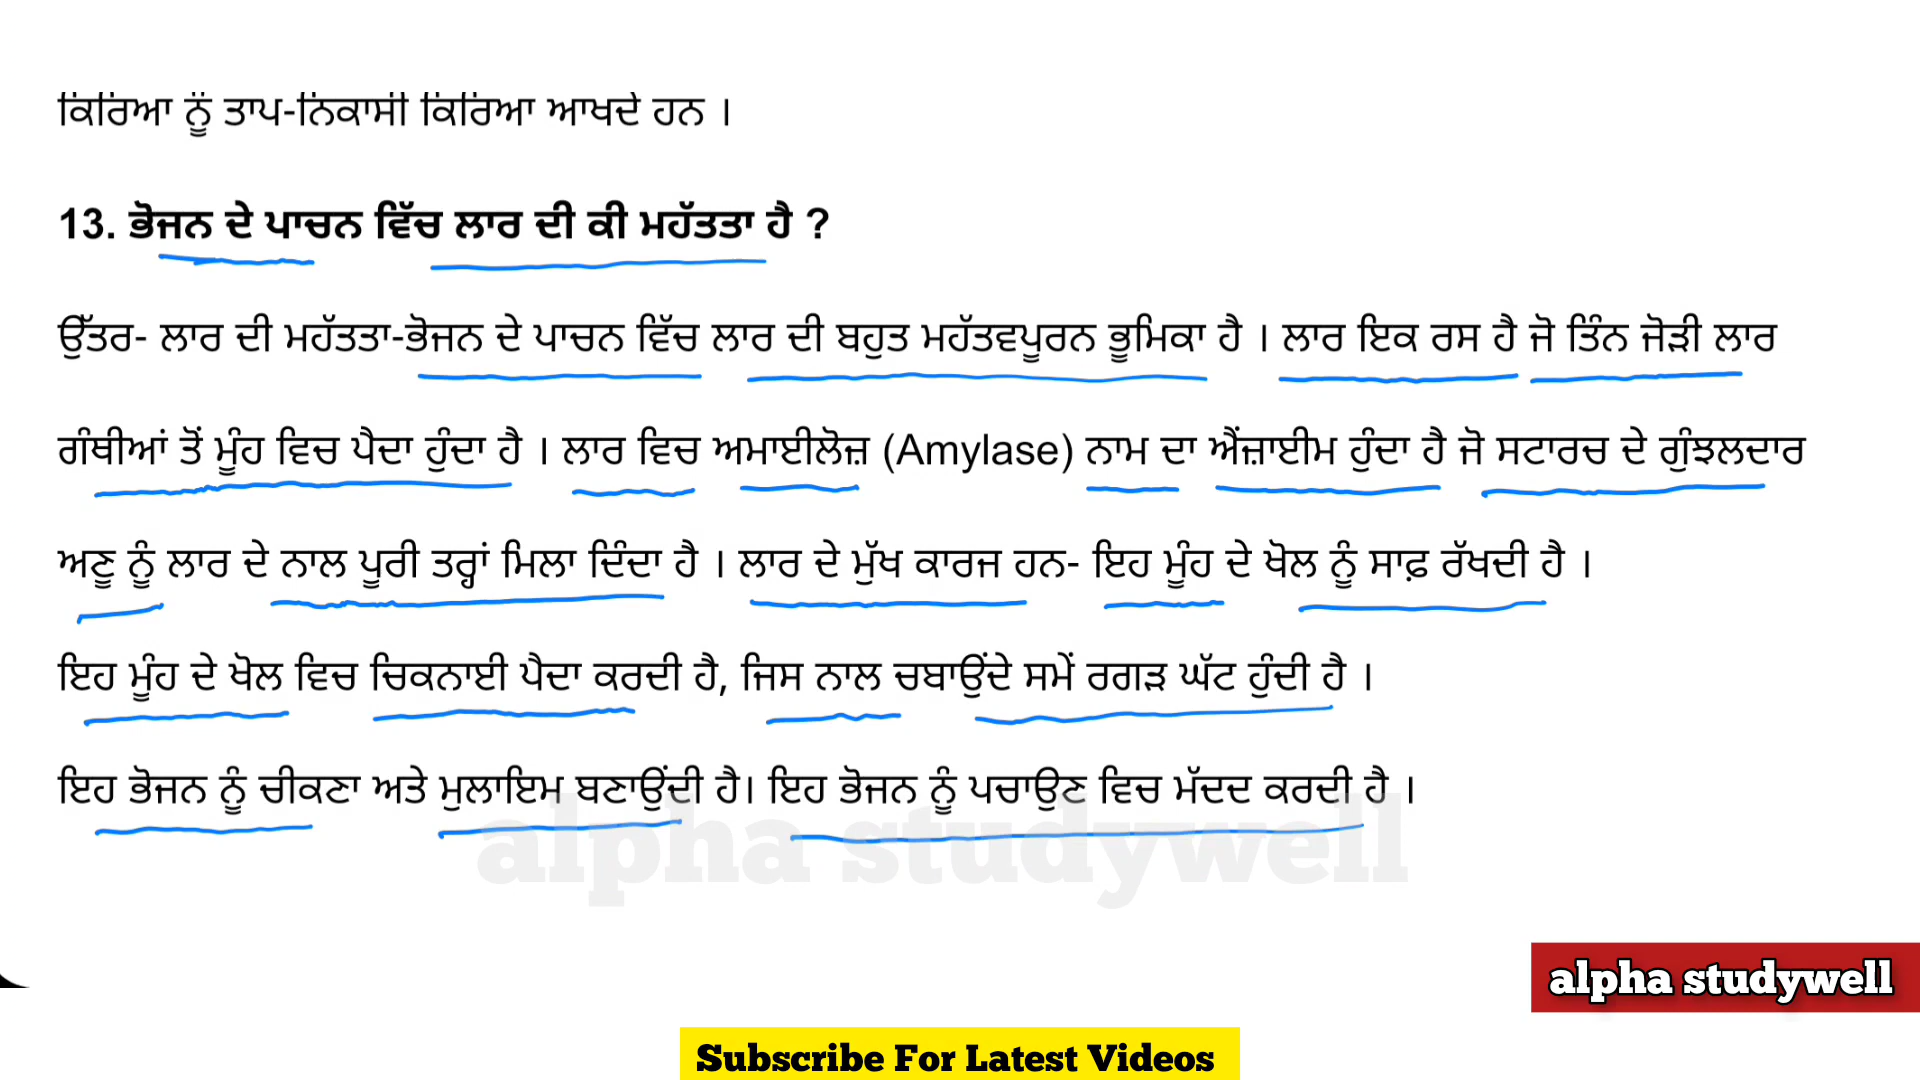 ਕਿਰਿਆ ਨੂੰ ਤਾਪ-ਨਿਕਾਸੀ ਕਿਰਿਆ ਆਖਦੇ ਹਨ ।
13. ਭੋਜਨ ਦੇ ਪਾਚਨ ਵਿੱਚ ਲਾਰ ਦੀ ਕੀ ਮਹੱਤਤਾ ਹੈ ?
ਉੱਤਰ- ਲਾਰ ਦੀ ਮਹੱਤਤਾ-ਭੋਜਨ ਦੇ ਪਾਚਨ ਵਿੱਚ ਲਾਰ ਦੀ ਬਹੁਤ ਮਹੱਤਵਪੂਰਨ ਭੂਮਿਕਾ ਹੈ । ਲਾਰ ਇਕ ਰਸ ਹੈ ਜੋ ਤਿੰਨ ਜੋੜੀ ਲਾਰ
ਗੰਥੀਆਂ ਤੋਂ ਮੂੰਹ ਵਿਚ ਪੈਦਾ ਹੁੰਦਾ ਹੈ । ਲਾਰ ਵਿਚ ਅਮਾਈਲੋਜ਼ (Amylase) ਨਾਮ ਦਾ ਐਂਜ਼ਾਈਮ ਹੁੰਦਾ ਹੈ ਜੋ ਸਟਾਰਚ ਦੇ ਗੁੰਝਲਦਾਰ
ਅਣੂ ਨੂੰ ਲਾਰ ਦੇ ਨਾਲ ਪੂਰੀ ਤਰ੍ਹਾਂ ਮਿਲਾ ਦਿੰਦਾ ਹੈ । ਲਾਰ ਦੇ ਮੁੱਖ ਕਾਰਜ ਹਨ- ਇਹ ਮੂੰਹ ਦੇ ਖੋਲ ਨੂੰ ਸਾਫ਼ ਰੱਖਦੀ ਹੈ ।
ਇਹ ਮੂੰਹ ਦੇ ਖੋਲ ਵਿਚ ਚਿਕਨਾਈ ਪੈਦਾ ਕਰਦੀ ਹੈ, ਜਿਸ ਨਾਲ ਚਬਾਉਂਦੇ ਸਮੇਂ ਰਗੜ ਘੱਟ ਹੁੰਦੀ ਹੈ ।
ਇਹ ਭੋਜਨ ਨੂੰ ਚੀਕਣਾ ਅਤੇ ਮੁਲਾਇਮ ਬਣਾਉਂਦੀ ਹੈ। ਇਹ ਭੋਜਨ ਨੂੰ ਪਚਾਉਣ ਵਿਚ ਮੱਦਦ ਕਰਦੀ ਹੈ ।
alpha studywell
alpha studywell
Subscribe For Latest Videos